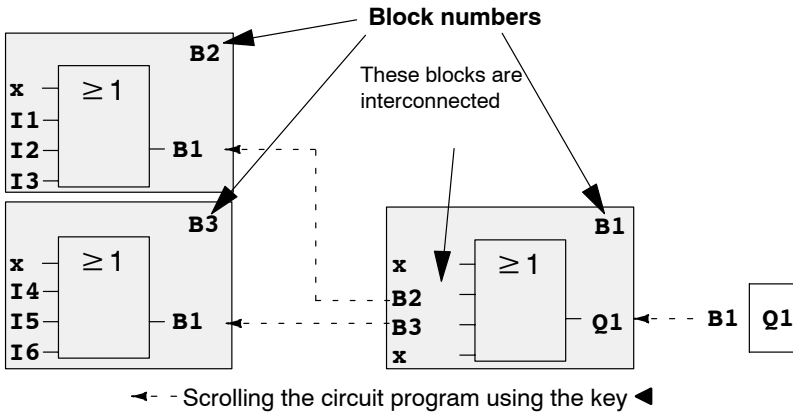 Block numbers
B2
These blocks are
interconnected
x
≥1
I1
I2
B1
I3
B3
x
≥1
I4
I5
B1
I6
B1
x
≥1
B2
B3
Q1
B1
Q1
x
Scrolling the circuit program using the key ◄